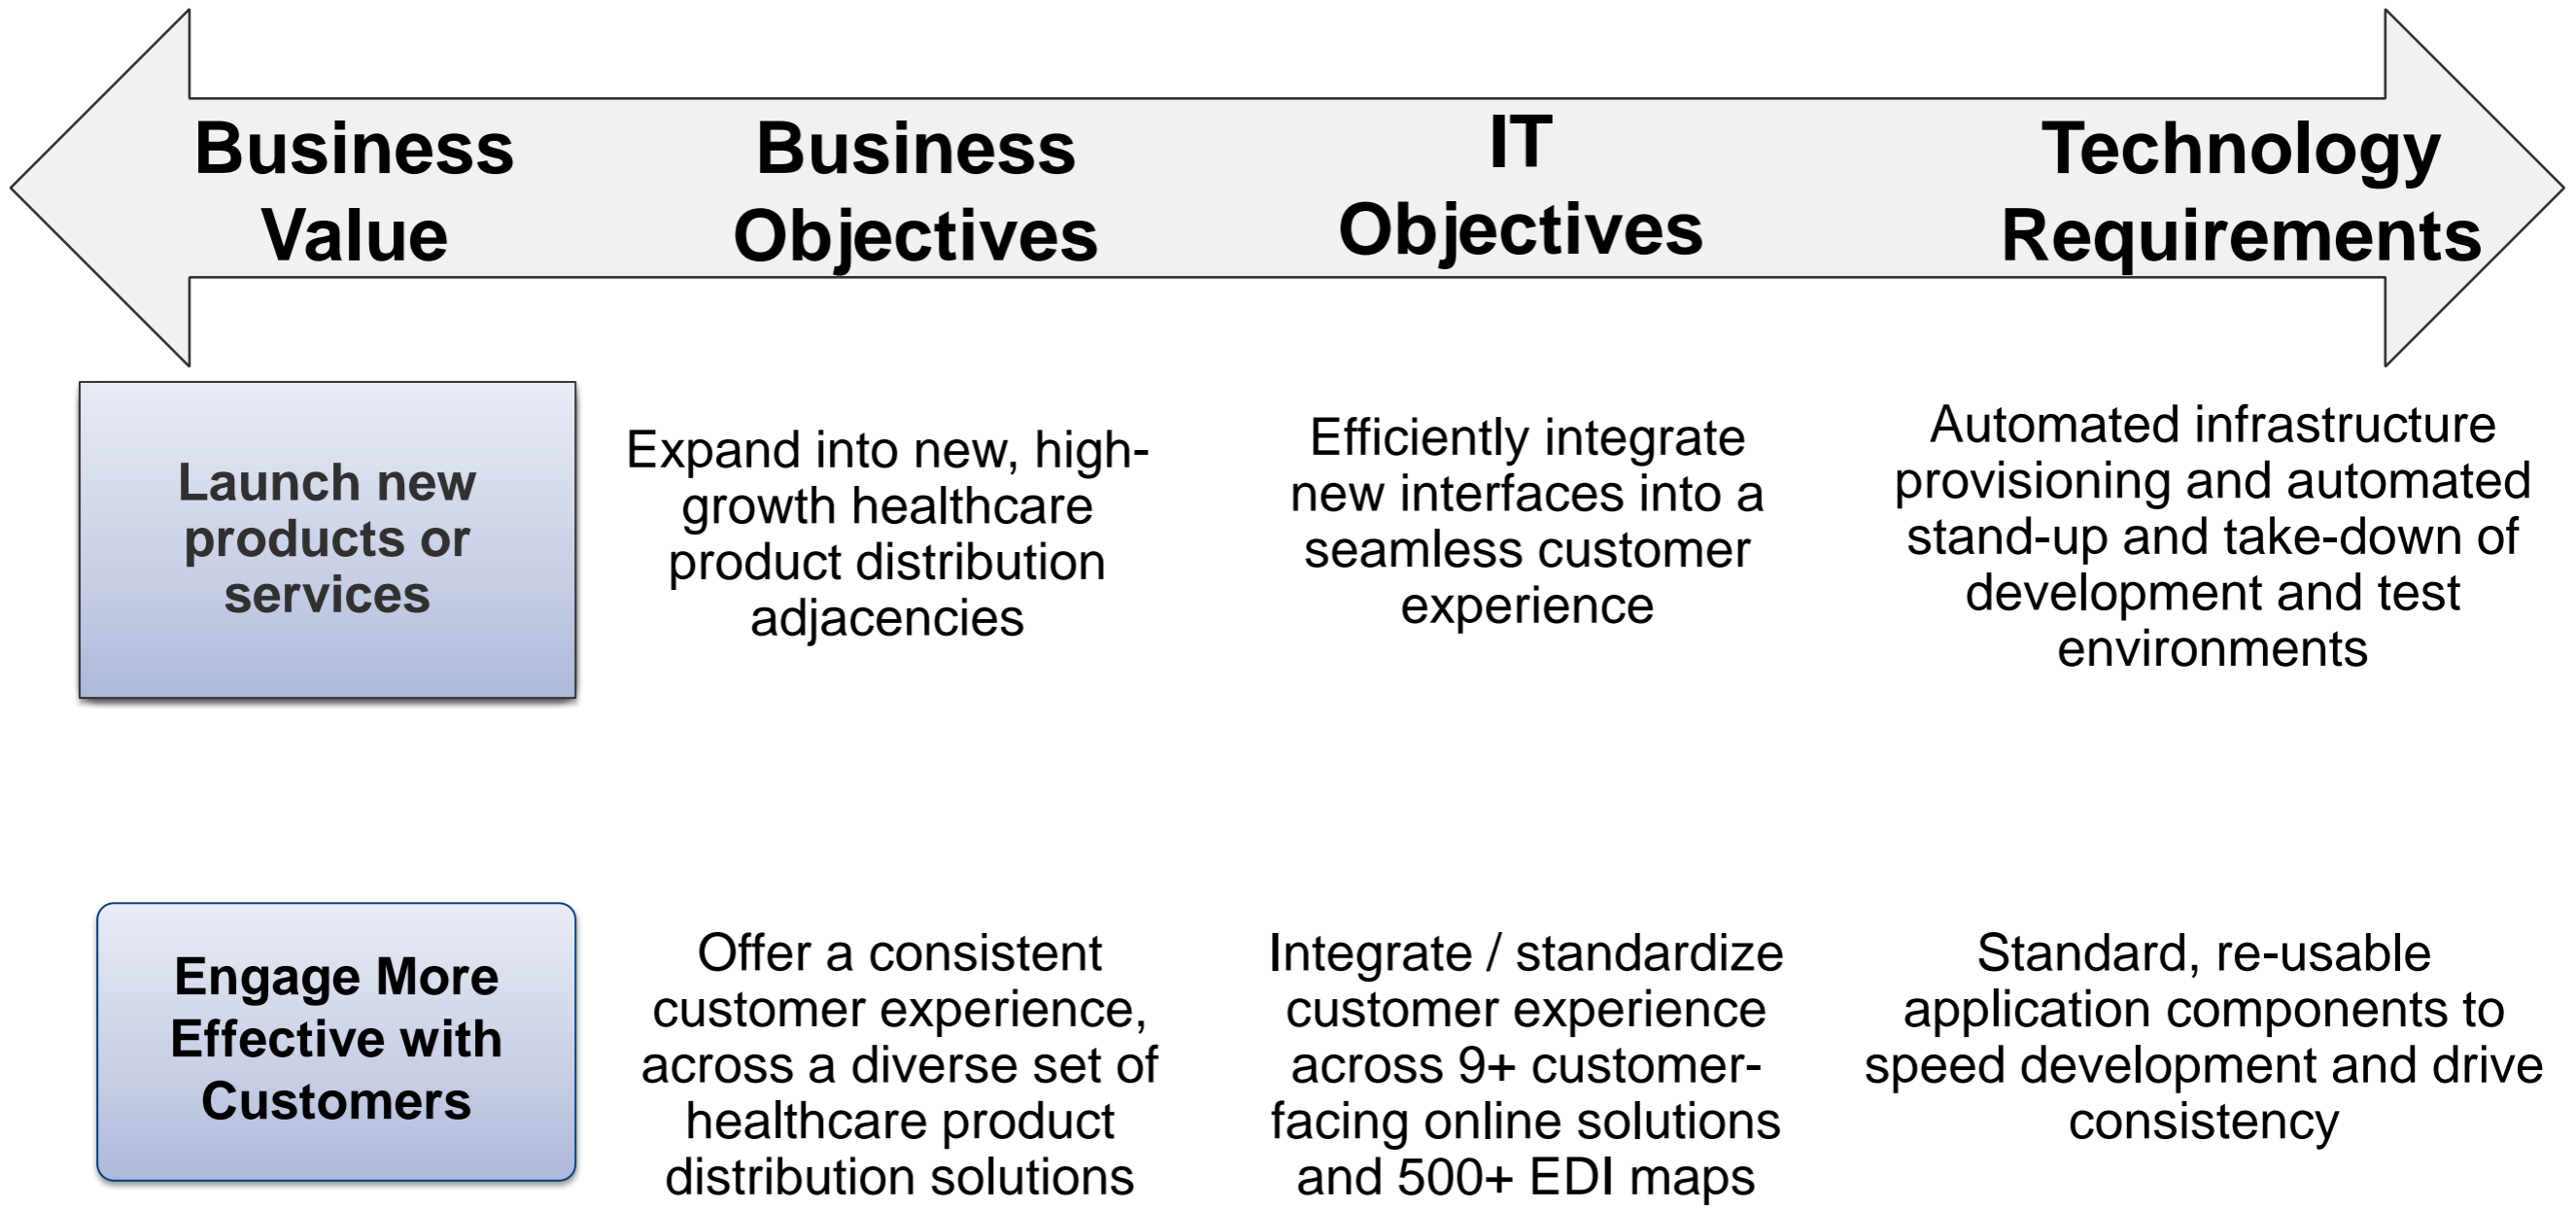 Business
Value
Business
Objectives
IT
Objectives
Technology
Requirements
Launch new
products or
services
Expand into new, high-
growth healthcare
product distribution
adjacencies
Efficiently integrate
new interfaces into a
seamless customer
experience
Automated infrastructure
provisioning and automated
stand-up and take-down of
development and test
environments
Engage More
Effective with
Customers
Offer a consistent
customer experience,
across a diverse set of
healthcare product
distribution solutions
Integrate / standardize
customer experience
across 9+ customer-
facing online solutions
and 500+ EDI maps
Standard, re-usable
application components to
speed development and drive
consistency